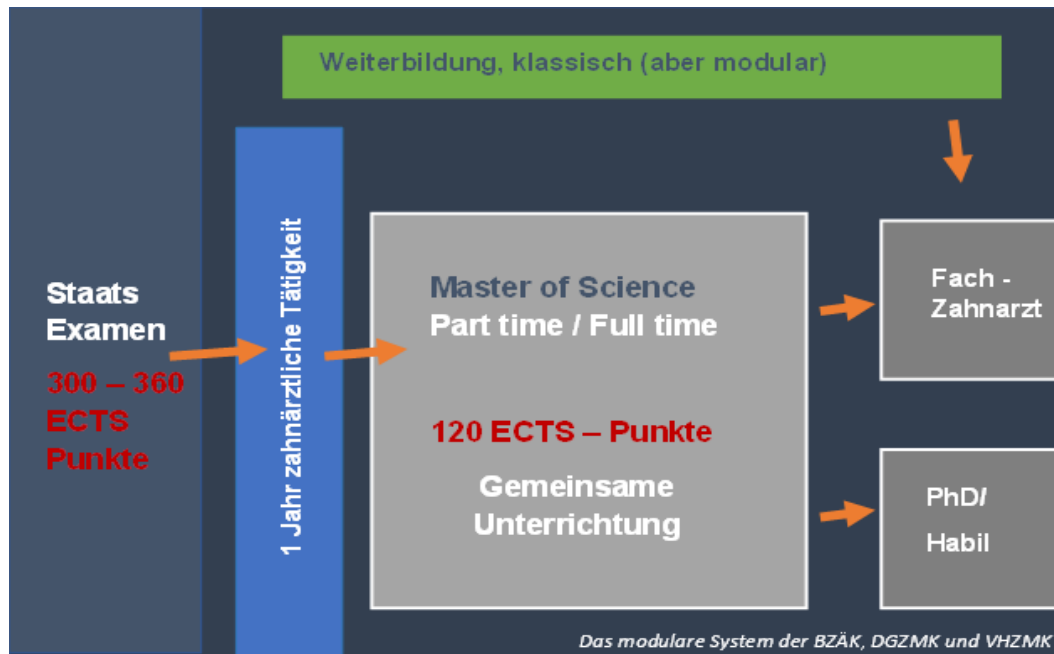 Weiterbildung, klassisch (aber modular)
Staats
Examen
300 – 360
ECTS
Punkte
1 Jahr zahnärztliche Tätigkeit
Master of Science
Part time / Full time
120 ECTS – Punkte
Gemeinsame
Unterrichtung
Fach -
Zahnarzt
PhD/
Habil
Das modulare System der BZÄK, DGZMK und VHZMK